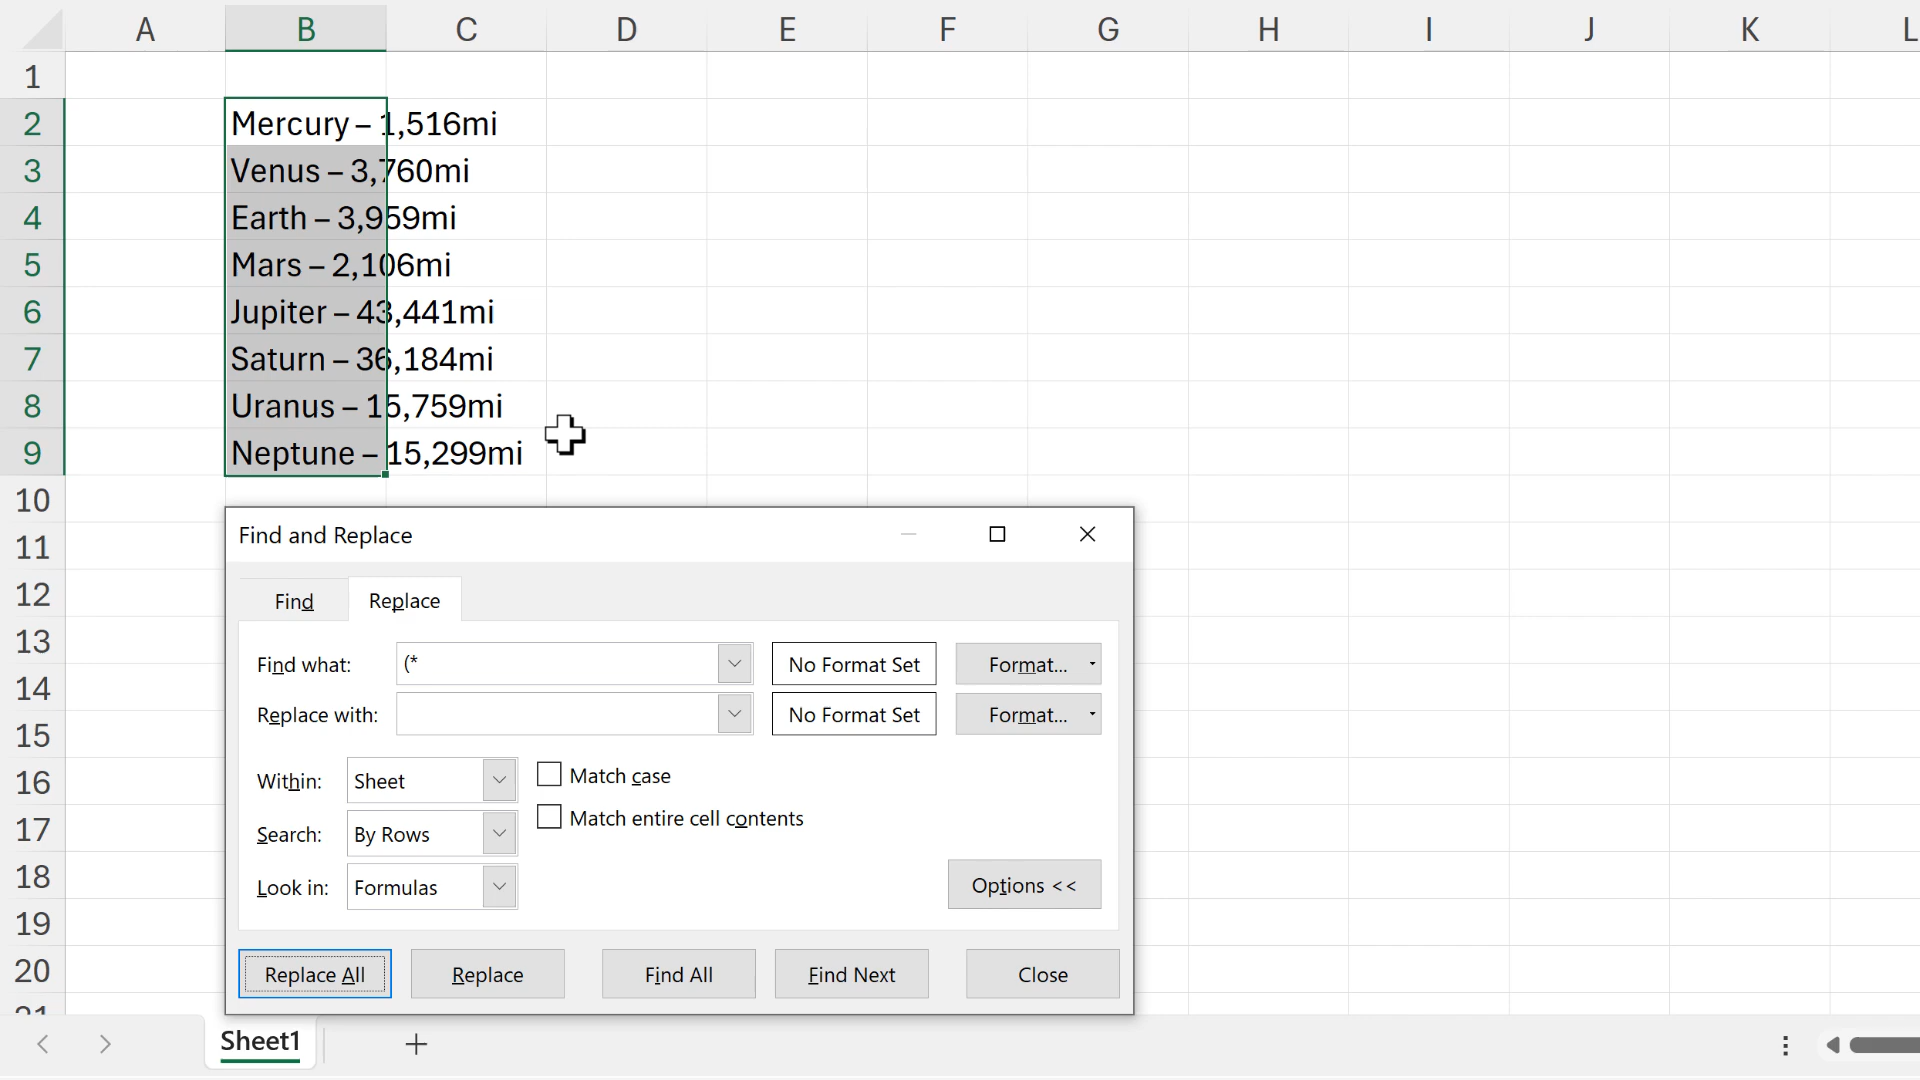 A B C D E F G H I J K L
1
2 Mercury – 1,516mi
3 Venus – 3,760mi
4 Earth – 3,959mi
5 Mars – 2,106mi
6 Jupiter – 43,441mi
7 Saturn – 36,184mi
8 Uranus – 15,759mi
9 Neptune – 15,299mi
10
11
12
13
14
15
16
17
18
19
20
21
Find and Replace
Find Replace
Find what: (* No Format Set Format...
Replace with: No Format Set Format...
Within: Sheet Match case
Match entire cell contents
Search: By Rows
Look in: Formulas Options <<
Replace All Replace Find All Find Next Close
Sheet1